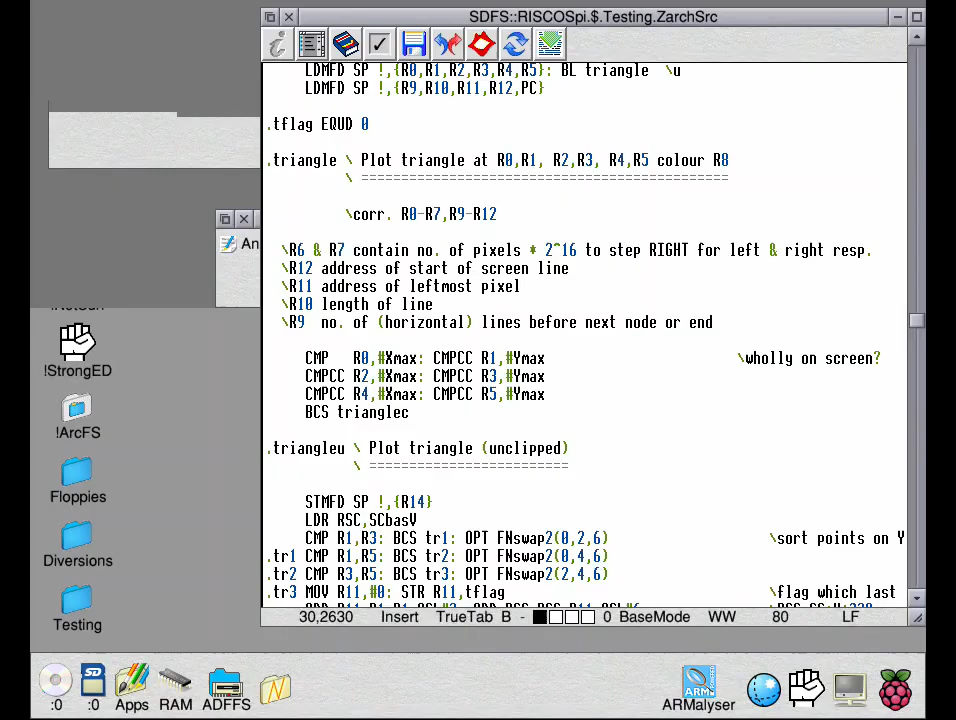 SDFS::RISCOSpi.$.Testing.ZarchSrc
LDMFD SP !,{R0,R1,R2,R3,R4,R5}: BL triangle \u
LDMFD SP !,{R9,R10,R11,R12,PC}
.tflag EQUD 0
.triangle \ Plot triangle at R0,R1, R2,R3, R4,R5 colour R8
\ ==============================================
\corr. R0-R7,R9-R12
\R6 & R7 contain no. of pixels * 2^16 to step RIGHT for left & right resp.
\R12 address of start of screen line
\R11 address of leftmost pixel
\R10 length of line
\R9 no. of (horizontal) lines before next node or end
CMP R0,#Xmax: CMPCC R1,#Ymax \wholly on screen?
CMPCC R2,#Xmax: CMPCC R3,#Ymax
CMPCC R4,#Xmax: CMPCC R5,#Ymax
BCS trianglec
.triangleu \ Plot triangle (unclipped)
\ =========================
STMFD SP !,{R14}
LDR RSC,SCbasV
CMP R1,R3: BCS tr1: OPT FNswap2(0,2,6) \sort points on Y
.tr1 CMP R1,R5: BCS tr2: OPT FNswap2(0,4,6)
.tr2 CMP R3,R5: BCS tr3: OPT FNswap2(2,4,6)
.tr3 MOV R11,#0: STR R11,tflag \flag which last
30,2630 Insert TrueTab B - 0 BaseMode WW 80 LF
An
!StrongED
!ArcFS
Floppies
Diversions
Testing
SD
ARM
:0 :0 Apps RAM ADFFS ARMalyser